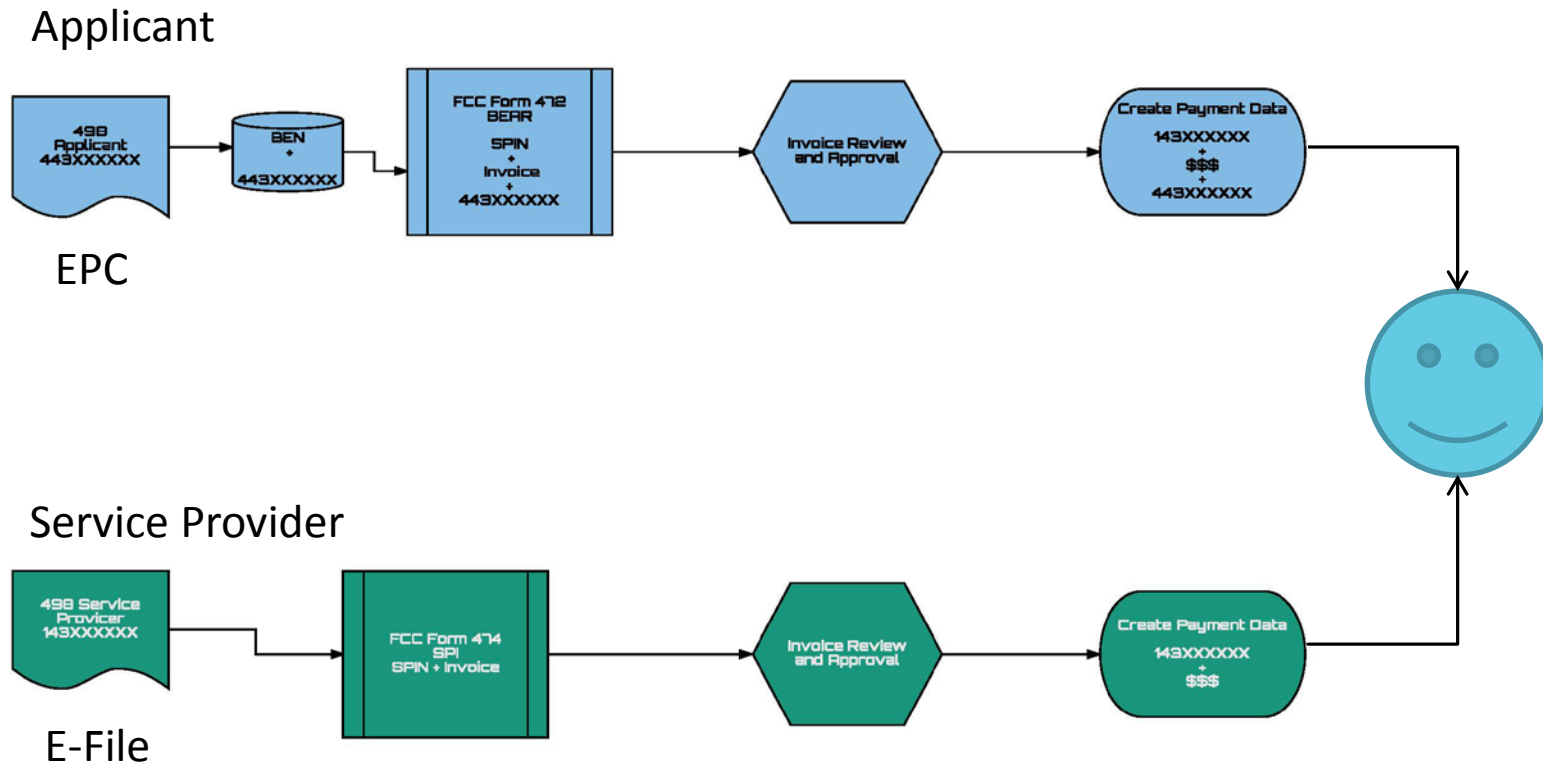 Applicant
498
Applicant
443XXXXXX
BEN
+
443XXXXXX
FCC Form 472
BEAR
SPIN
+
Invoice
+
443XXXXXX
Invoice Review
and Approval
Create Payment Data
143XXXXXX
+
$$$
+
443XXXXXX
EPC
Service Provider
498 Service
Provicer
143XXXXXX
FCC Form 474
SPI
SPIN + Invoice
Invoice Review
and Approval
Create Payment Data
143XXXXXX
+
$$$
E-File